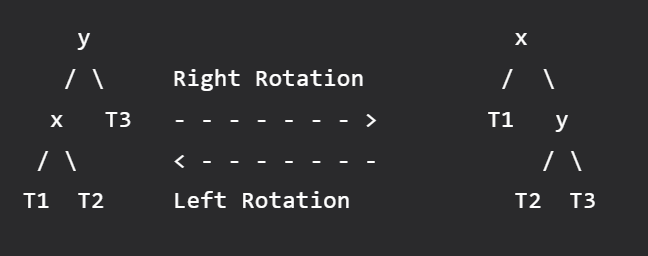 y                               x
    / \     Right Rotation          /  \
   x   T3   - - - - - - - >        T1   y
  / \       < - - - - - - -            / \
T1  T2     Left Rotation            T2  T3